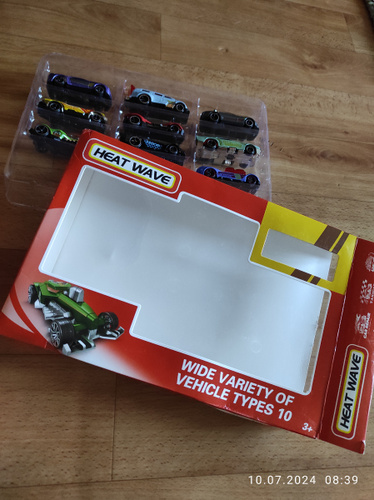 HEAT WAVE
WIDE VARIETY OF
VEHICLE TYPES 10
3+
HEAT WAVE
10.07.2024 08:39